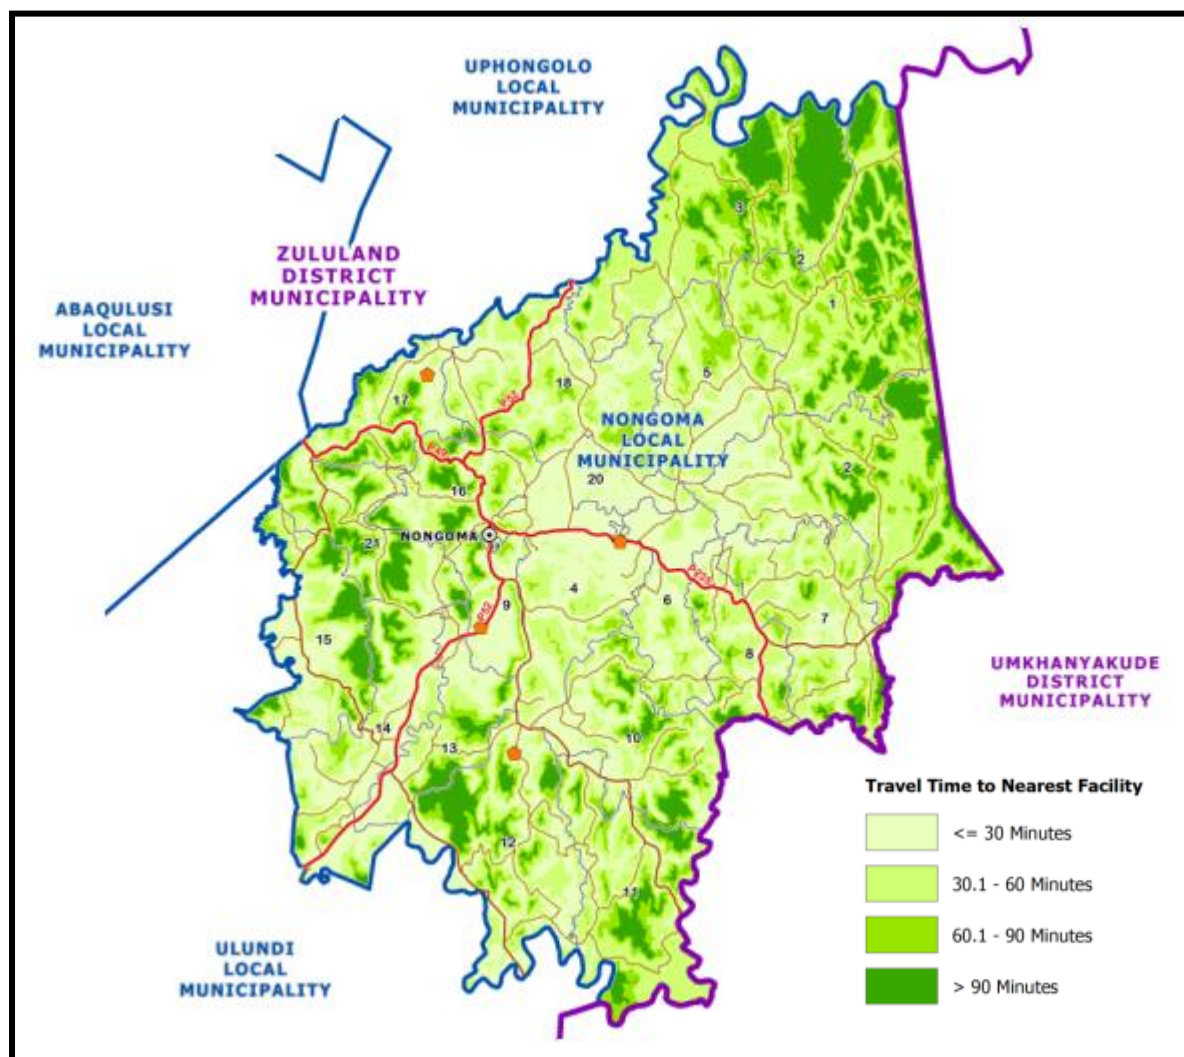 UPHONGOLO
LOCAL
MUNICIPALITY
ZULULAND
DISTRICT
MUNICIPALITY
ABAQULUSI
LOCAL
MUNICIPALITY
3
2
1
5
18
17
P52
NONGOMA
LOCAL
MUNICIPALITY
2
20
16
21
NONGOMA
4
6
9
P52
7
8
15
UMKHANYAKUDE
DISTRICT
MUNICIPALITY
14
13
10
12
11
ULUNDI
LOCAL
MUNICIPALITY
Travel Time to Nearest Facility
<= 30 Minutes
30.1 - 60 Minutes
60.1 - 90 Minutes
> 90 Minutes